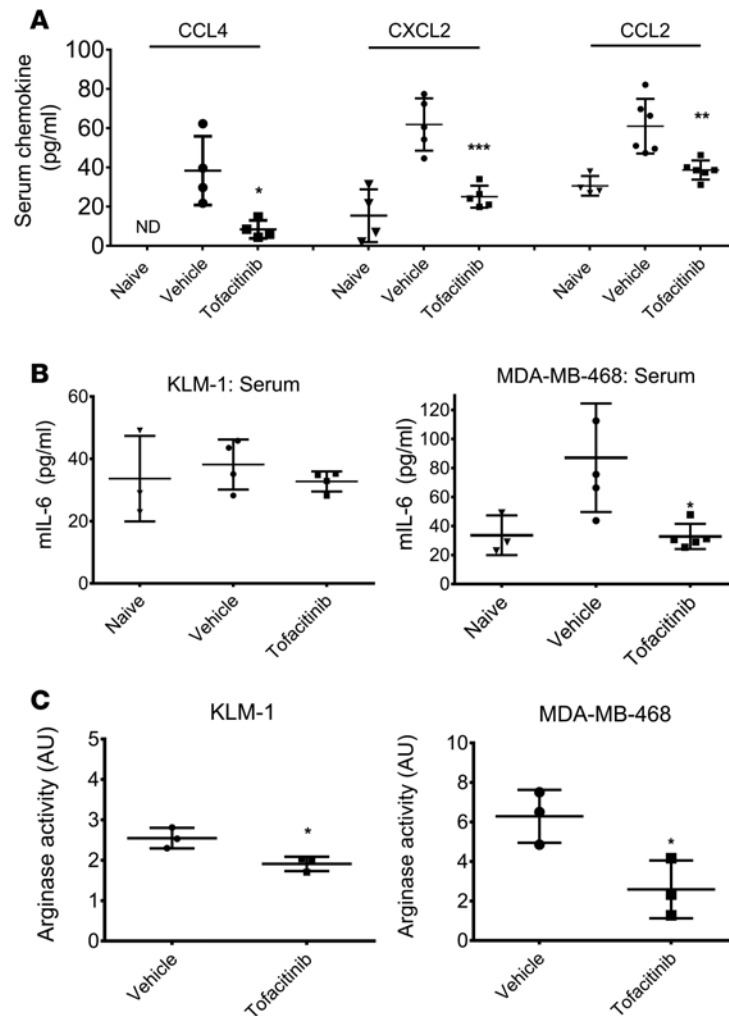 A
CCL4 CXCL2 CCL2
Serum chemokine
(pg/ml)
100
80
60
40
20
0
ND
*
***
**
Naive Vehicle Tofacitinib Naive Vehicle Tofacitinib Naive Vehicle Tofacitinib
B
KLM-1: Serum
mIL-6 (pg/ml)
60
40
20
0
Naive Vehicle Tofacitinib
MDA-MB-468: Serum
mIL-6 (pg/ml)
120
100
80
60
40
20
0
*
Naive Vehicle Tofacitinib
C
KLM-1
Arginase activity (AU)
5
4
3
2
1
0
*
Vehicle Tofacitinib
MDA-MB-468
Arginase activity (AU)
10
8
6
4
2
0
*
Vehicle Tofacitinib